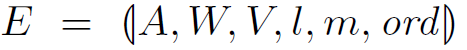 E = ⦇A, W, V, l, m, ord⦈